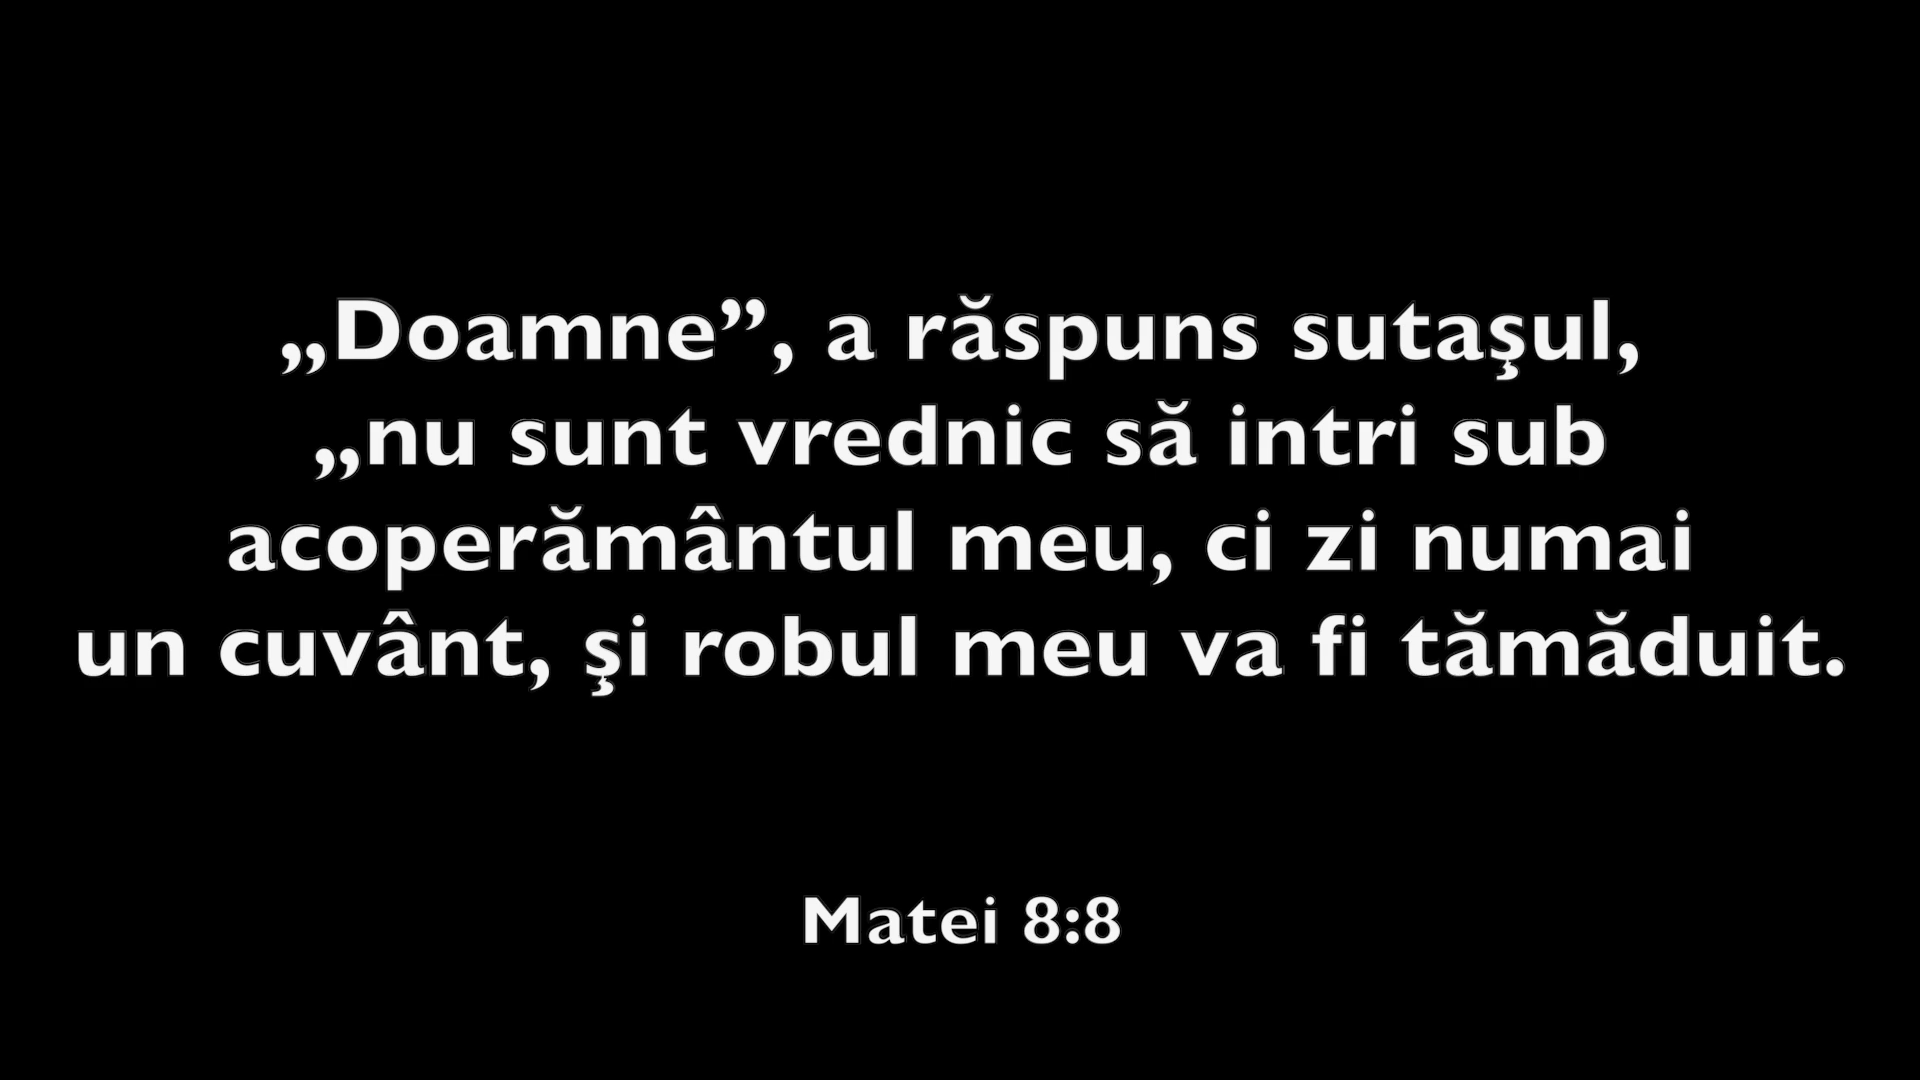 „Doamne”, a răspuns sutaşul,
„nu sunt vrednic să intri sub
acoperământul meu, ci zi numai
un cuvânt, şi robul meu va fi tămăduit.
Matei 8:8